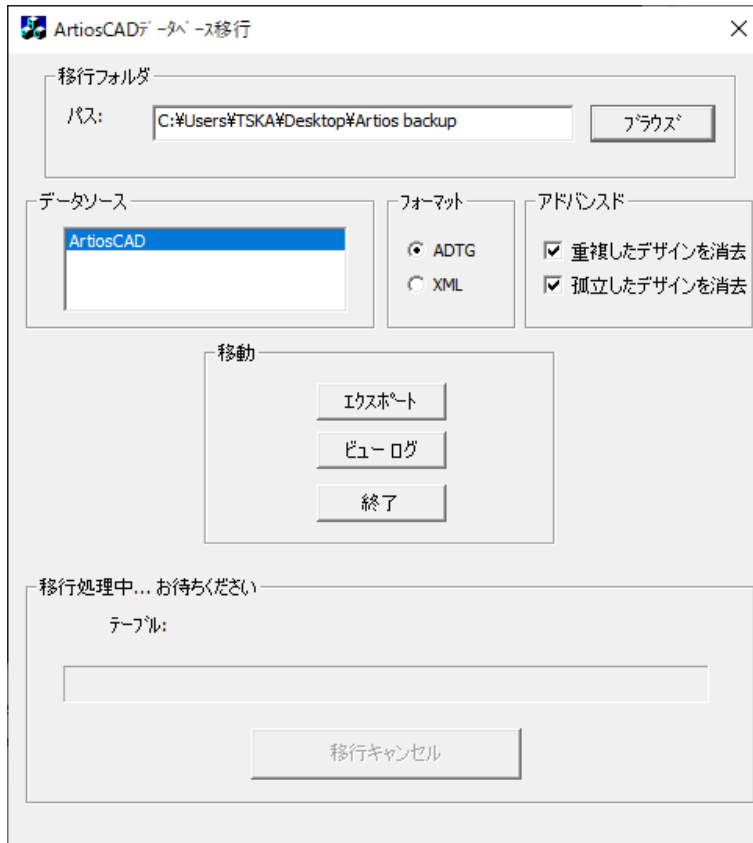 ArtiosCADﾃﾞｰﾀﾍﾞｰｽ移行
移行フォルダ
パス:
C:¥Users¥TSKA¥Desktop¥Artios backup
ﾌﾞﾗｳｽﾞ
データソース
ArtiosCAD
フォーマット
ADTG
XML
アドバンスド
重複したデザインを消去
孤立したデザインを消去
移動
ｴｸｽﾎﾟｰﾄ
ビュー ログ
終了
移行処理中... お待ちください
テーブル:
移行キャンセル